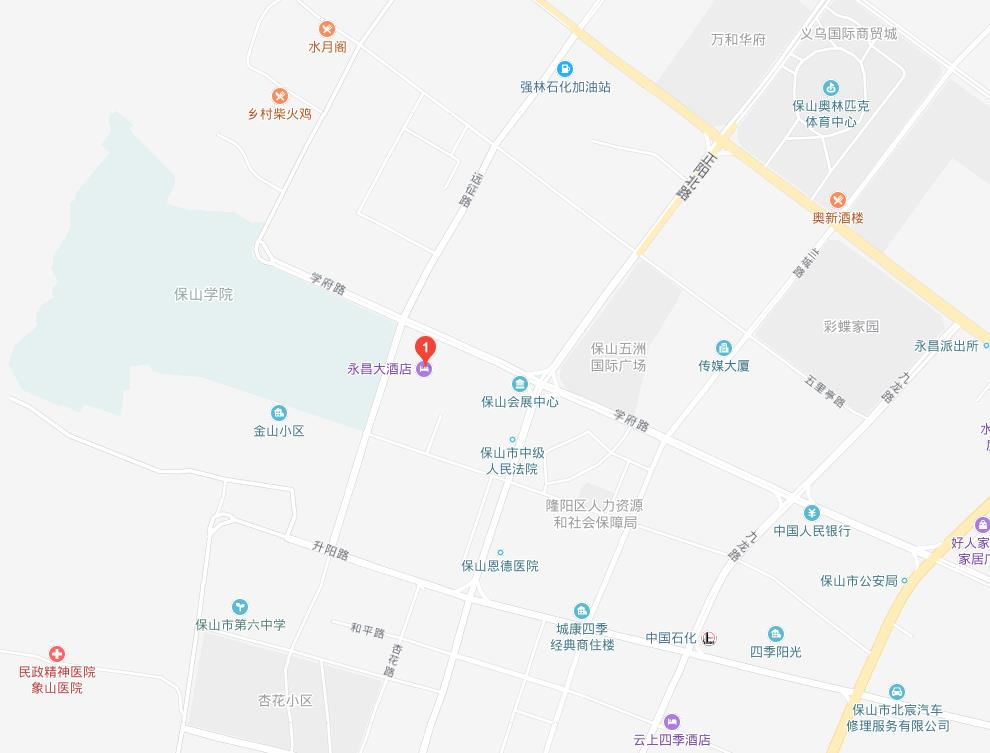 水月阁
乡村柴火鸡
强林石化加油站
万和华府
义乌国际商贸城
保山奥林匹克
体育中心
正阳北路
远征路
奥新酒楼
兰城路
学府路
保山学院
1
永昌大酒店
保山五洲
国际广场
传媒大厦
彩蝶家园
永昌派出所
五里亭路
九龙路
保山会展中心
学府路
金山小区
保山市中级
人民法院
隆阳区人力资源
和社会保障局
中国人民银行
好人家
家居广
九龙路
升阳路
保山恩德医院
保山市公安局
保山市第六中学
和平路
杏花路
城康四季
经典商住楼
中国石化
四季阳光
民政精神医院
象山医院
杏花小区
云上四季酒店
保山市北宸汽车
修理服务有限公司